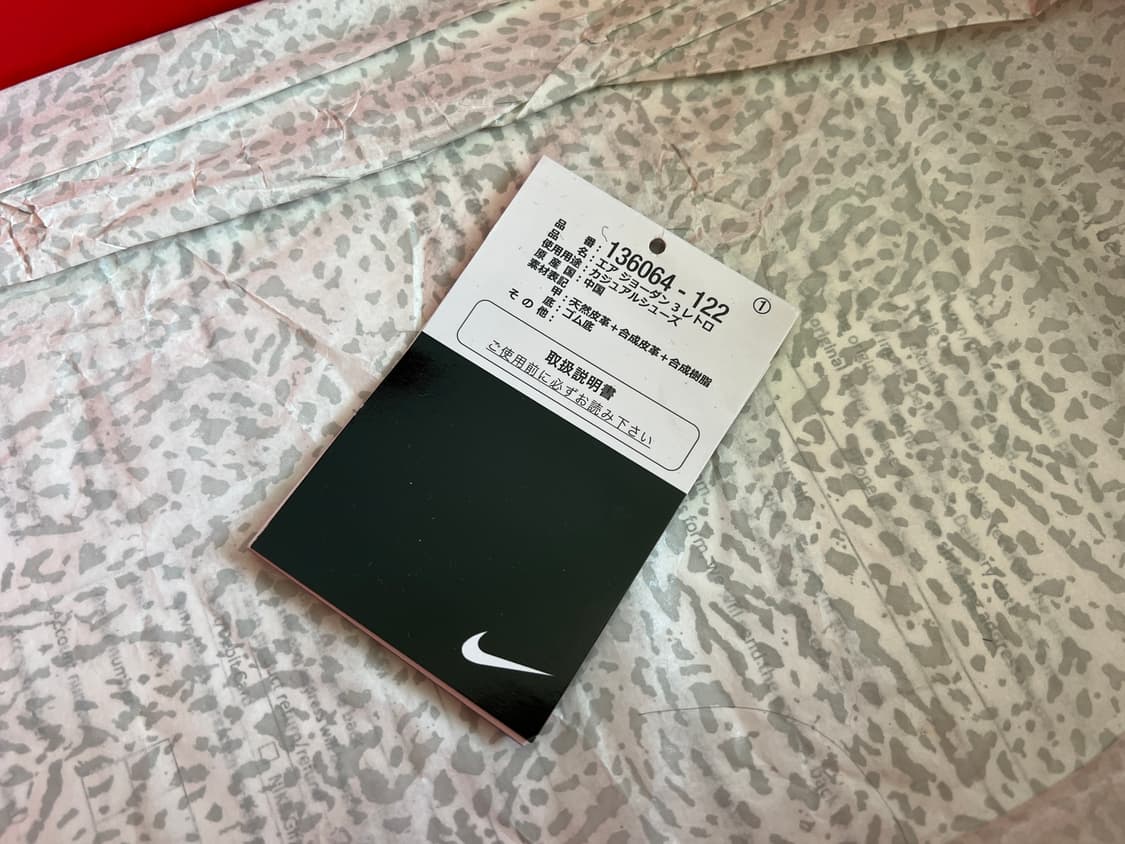 品番：136064 - 122
①
品名：エア ジョーダン 3 レトロ
使用用途：カジュアルシューズ
原産国：中国
素材表記
甲：天然皮革+合成皮革+合成樹脂
底：ゴム底
その他：
取扱説明書
ご使用前に必ずお読み下さい